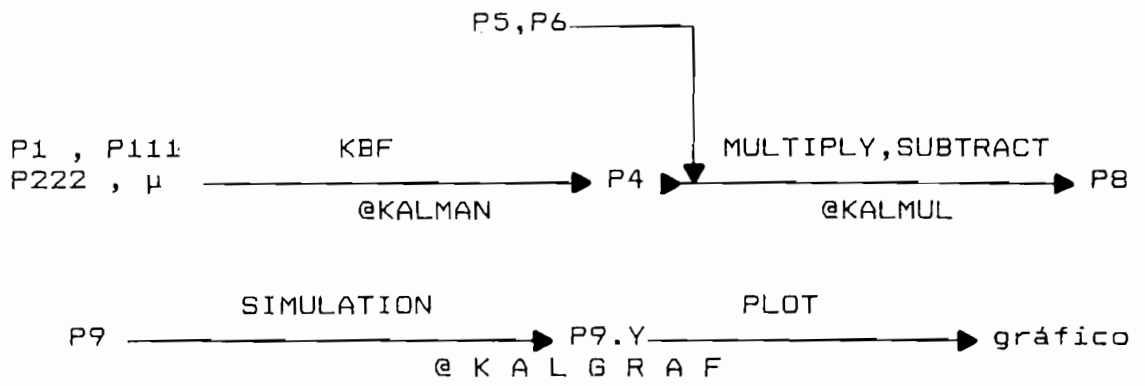 P5,P6
P1 , P111 KBF MULTIPLY,SUBTRACT
P222 , μ P4 P8
@KALMAN @KALMUL
SIMULATION PLOT
P9 P9.Y gráfico
@ K A L G R A F